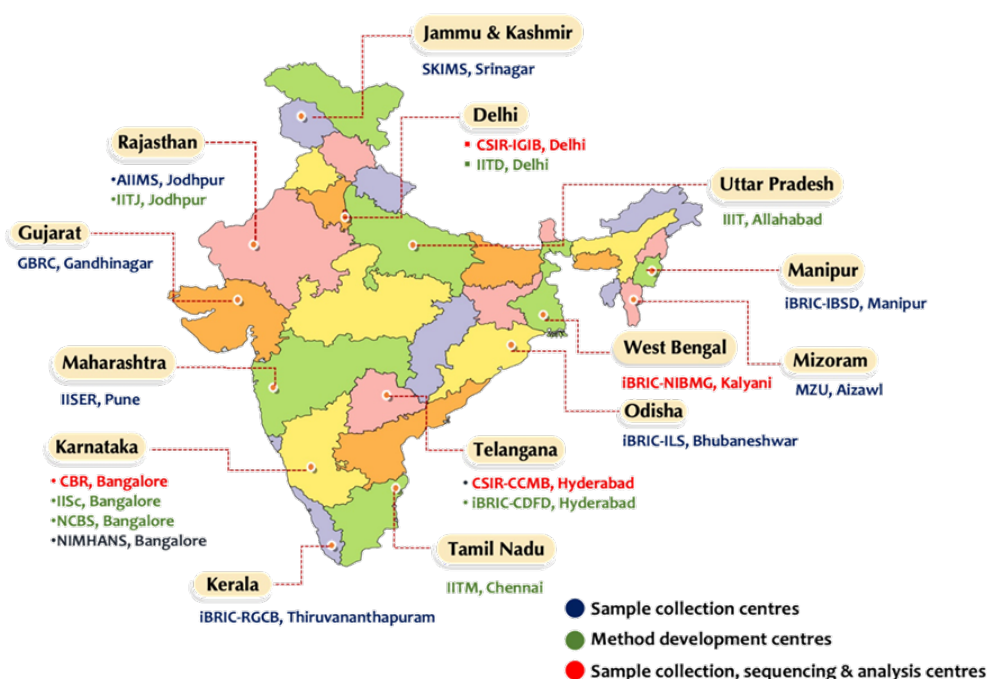 Jammu & Kashmir
SKIMS, Srinagar
Delhi
▪ CSIR-IGIB, Delhi
▪ IITD, Delhi
Rajasthan
•AIIMS, Jodhpur
•IITJ, Jodhpur
Uttar Pradesh
IIIT, Allahabad
Gujarat
GBRC, Gandhinagar
Manipur
iBRIC-IBSD, Manipur
West Bengal
iBRIC-NIBMG, Kalyani
Mizoram
MZU, Aizawl
Maharashtra
IISER, Pune
Odisha
iBRIC-ILS, Bhubaneshwar
Karnataka
• CBR, Bangalore
•IISc, Bangalore
•NCBS, Bangalore
•NIMHANS, Bangalore
Telangana
• CSIR-CCMB, Hyderabad
• iBRIC-CDFD, Hyderabad
Tamil Nadu
IITM, Chennai
Kerala
iBRIC-RGCB, Thiruvananthapuram
Sample collection centres
Method development centres
Sample collection, sequencing & analysis centres